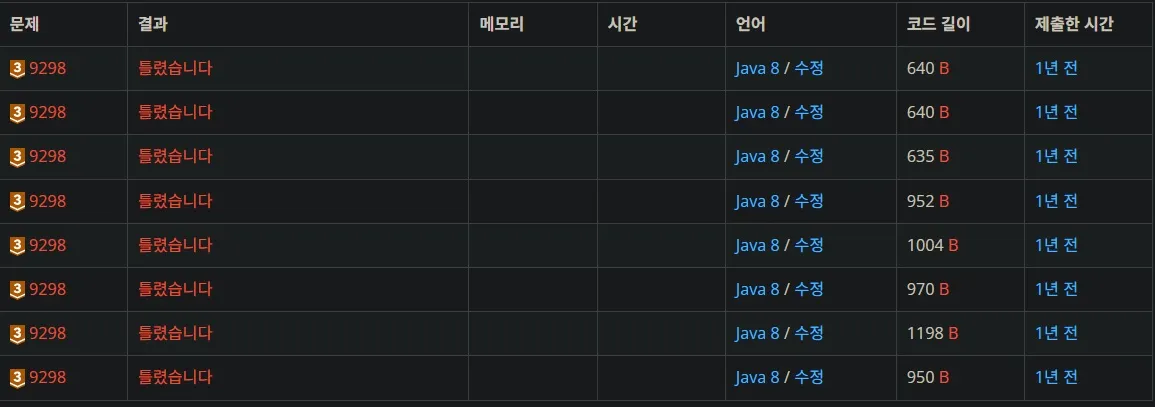 문제 결과 메모리 시간 언어 코드 길이 제출한 시간
3 9298 틀렸습니다 Java 8 / 수정 640 B 1년 전
3 9298 틀렸습니다 Java 8 / 수정 640 B 1년 전
3 9298 틀렸습니다 Java 8 / 수정 635 B 1년 전
3 9298 틀렸습니다 Java 8 / 수정 952 B 1년 전
3 9298 틀렸습니다 Java 8 / 수정 1004 B 1년 전
3 9298 틀렸습니다 Java 8 / 수정 970 B 1년 전
3 9298 틀렸습니다 Java 8 / 수정 1198 B 1년 전
3 9298 틀렸습니다 Java 8 / 수정 950 B 1년 전